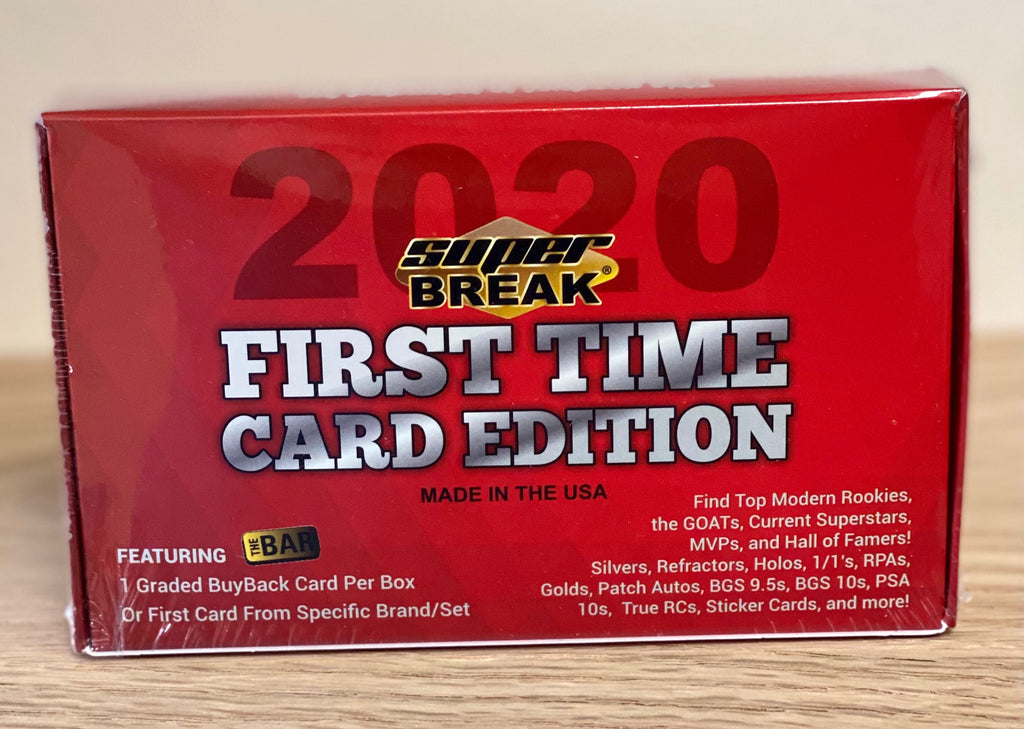 2020
super
BREAK®
FIRST TIME
CARD EDITION
MADE IN THE USA
FEATURING THE BAR
1 Graded BuyBack Card Per Box
Or First Card From Specific Brand/Set
Find Top Modern Rookies,
the GOATs, Current Superstars,
MVPs, and Hall of Famers!
Silvers, Refractors, Holos, 1/1's, RPAs,
Golds, Patch Autos, BGS 9.5s, BGS 10s, PSA
10s, True RCs, Sticker Cards, and more!